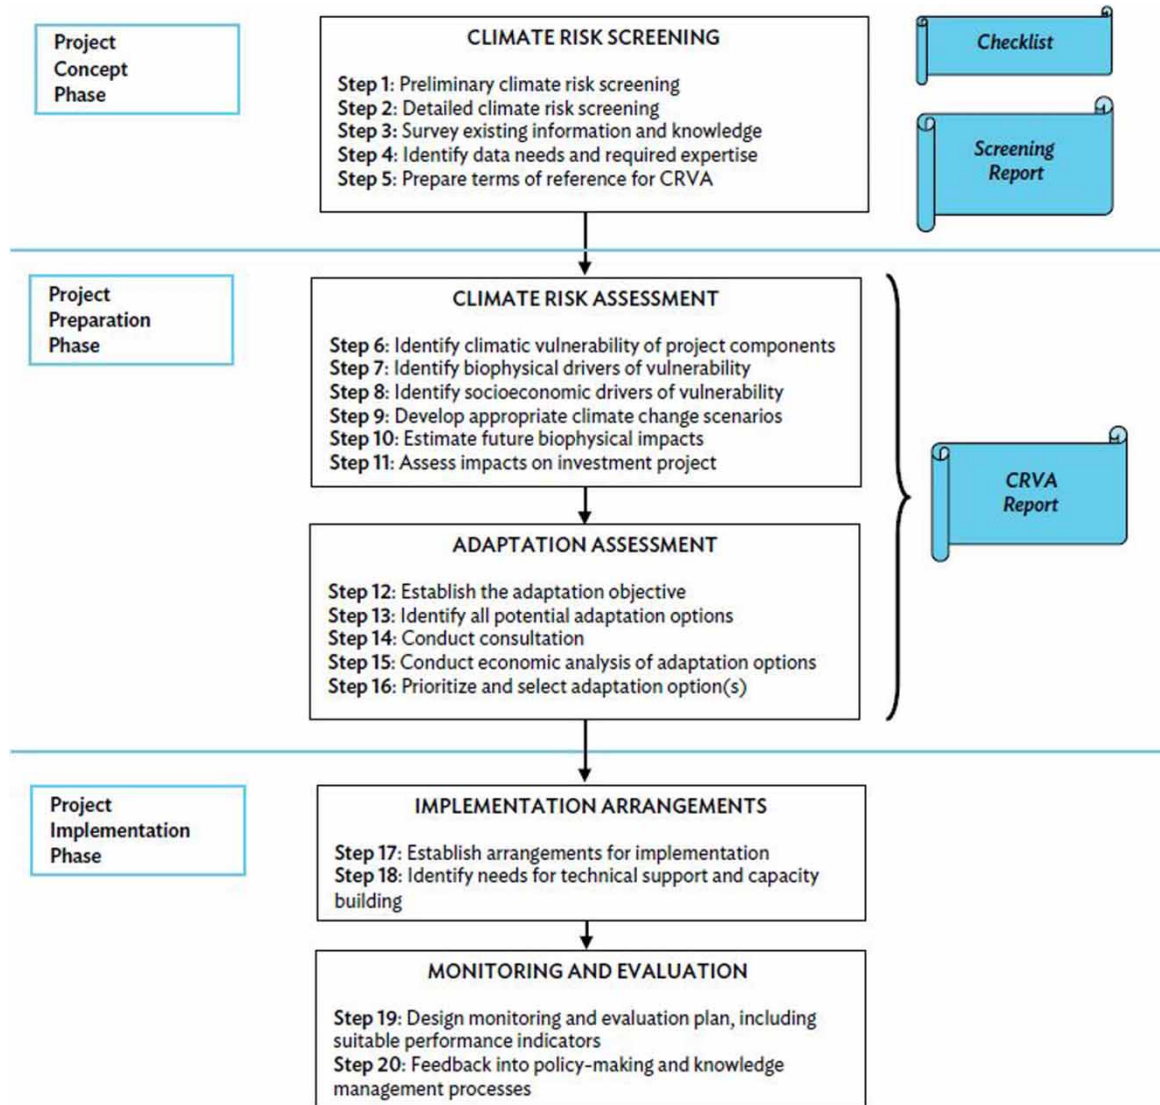 Project
Concept
Phase
CLIMATE RISK SCREENING
Step 1: Preliminary climate risk screening
Step 2: Detailed climate risk screening
Step 3: Survey existing information and knowledge
Step 4: Identify data needs and required expertise
Step 5: Prepare terms of reference for CRVA
Checklist
Screening
Report
Project
Preparation
Phase
CLIMATE RISK ASSESSMENT
Step 6: Identify climatic vulnerability of project components
Step 7: Identify biophysical drivers of vulnerability
Step 8: Identify socioeconomic drivers of vulnerability
Step 9: Develop appropriate climate change scenarios
Step 10: Estimate future biophysical impacts
Step 11: Assess impacts on investment project
ADAPTATION ASSESSMENT
Step 12: Establish the adaptation objective
Step 13: Identify all potential adaptation options
Step 14: Conduct consultation
Step 15: Conduct economic analysis of adaptation options
Step 16: Prioritize and select adaptation option(s)
CRVA
Report
Project
Implementation
Phase
IMPLEMENTATION ARRANGEMENTS
Step 17: Establish arrangements for implementation
Step 18: Identify needs for technical support and capacity
building
MONITORING AND EVALUATION
Step 19: Design monitoring and evaluation plan, including
suitable performance indicators
Step 20: Feedback into policy-making and knowledge
management processes